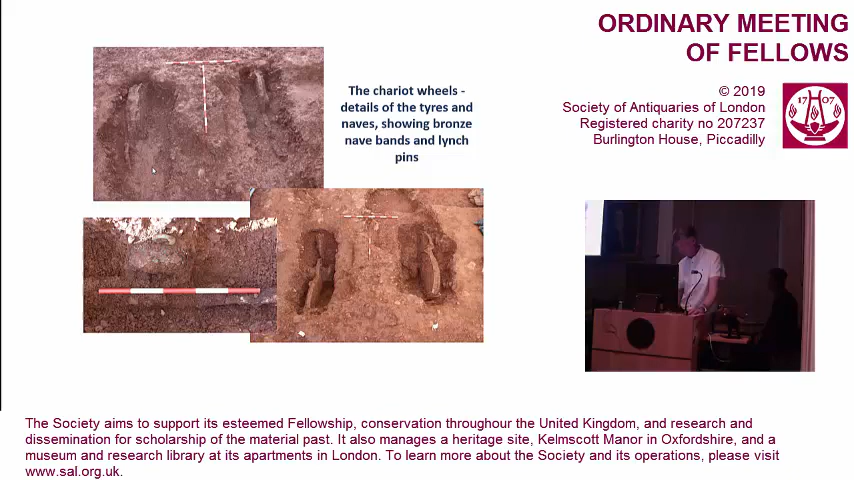 ORDINARY MEETING
OF FELLOWS
© 2019
Society of Antiquaries of London
Registered charity no 207237
Burlington House, Piccadilly
17 07
The chariot wheels -
details of the tyres and
naves, showing bronze
nave bands and lynch
pins
The Society aims to support its esteemed Fellowship, conservation throughour the United Kingdom, and research and
dissemination for scholarship of the material past. It also manages a heritage site, Kelmscott Manor in Oxfordshire, and a
museum and research library at its apartments in London. To learn more about the Society and its operations, please visit
www.sal.org.uk.